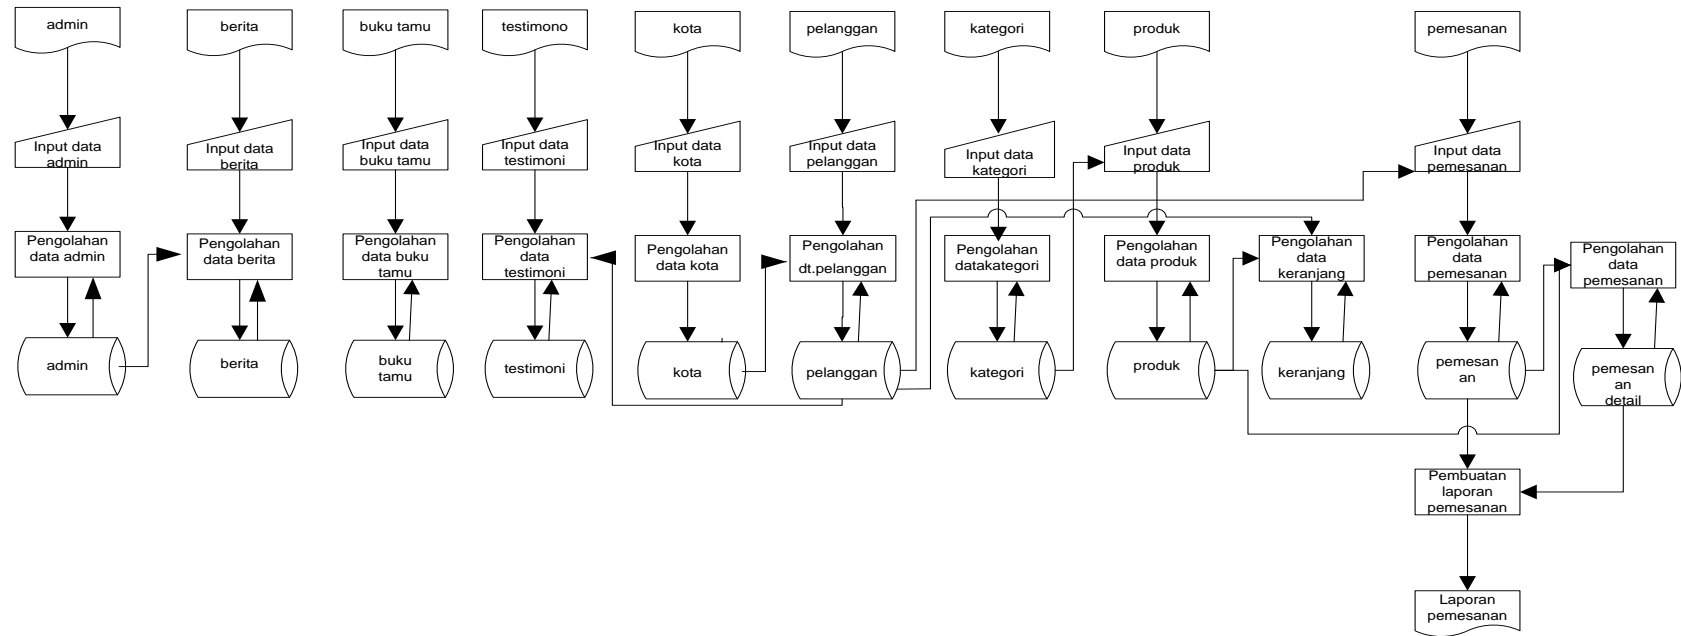 admin
berita
buku tamu
testimono
kota
pelanggan
kategori
produk
pemesanan
Input data
admin
Input data
berita
Input data
buku tamu
Input data
testimoni
Input data
kota
Input data
pelanggan
Input data
kategori
Input data
produk
Input data
pemesanan
Pengolahan
data admin
Pengolahan
data berita
Pengolahan
data buku
tamu
Pengolahan
data
testimoni
Pengolahan
data kota
Pengolahan
dt.pelanggan
Pengolahan
datakategori
Pengolahan
data produk
Pengolahan
data
keranjang
Pengolahan
data
pemesanan
Pengolahan
data
pemesanan
admin
berita
buku
tamu
testimoni
kota
pelanggan
kategori
produk
keranjang
pemesan
an
pemesan
an
detail
Pembuatan
laporan
pemesanan
Laporan
pemesanan